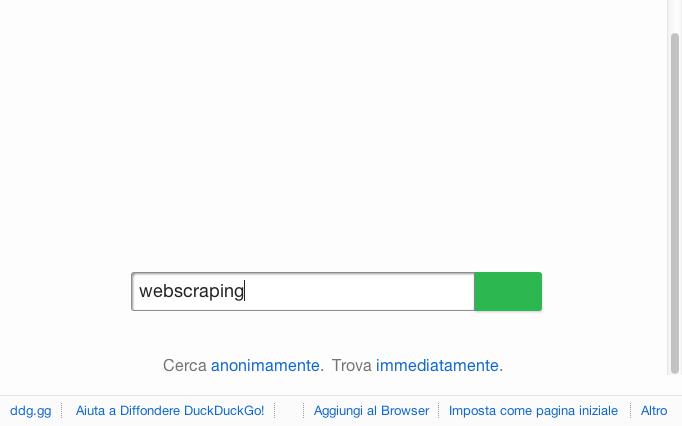 webscraping
Cerca anonimamente. Trova immediatamente.
ddg.gg Aiuta a Diffondere DuckDuckGo! Aggiungi al Browser Imposta come pagina iniziale Altro